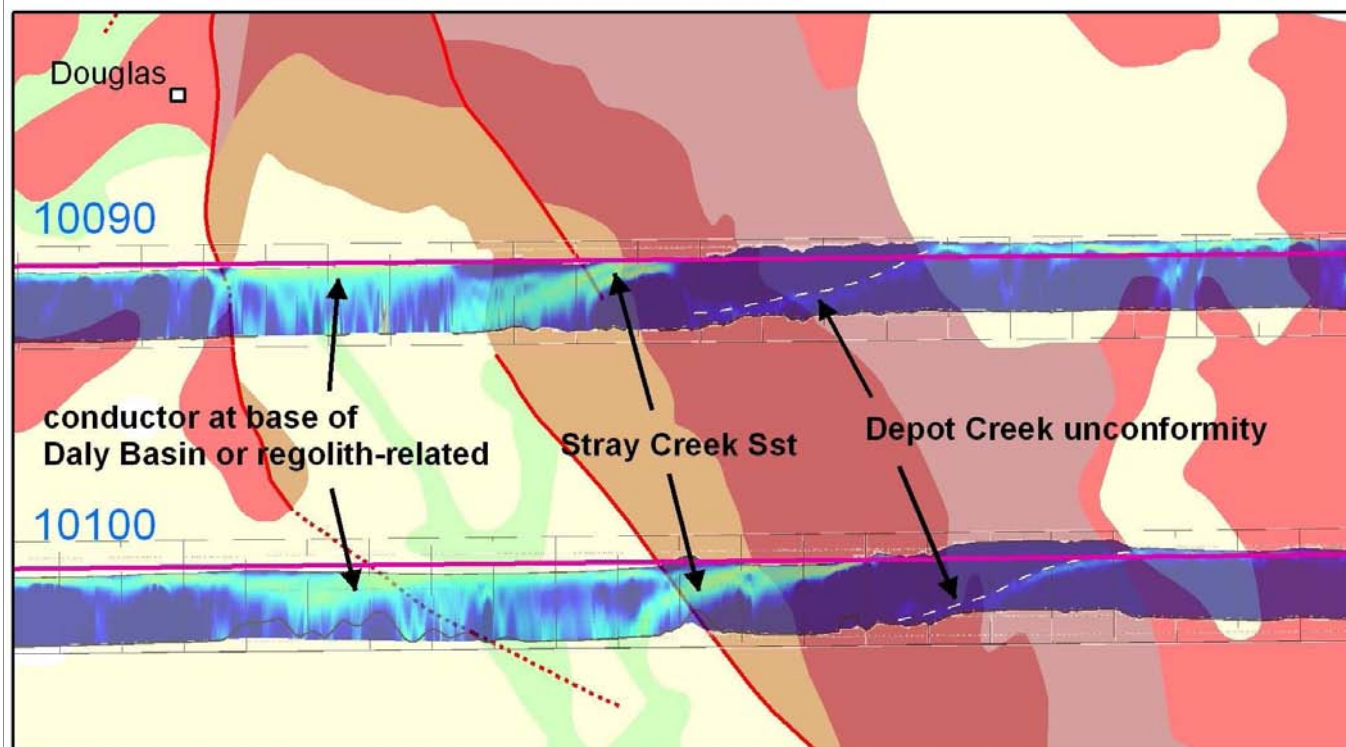 Douglas
10090
conductor at base of
Daly Basin or regolith-related
Stray Creek Sst
Depot Creek unconformity
10100